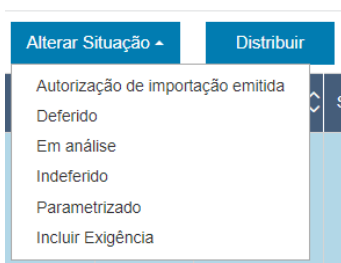 Alterar Situação Distribuir
Autorização de importação emitida
Deferido
Em análise
Indeferido
Parametrizado
Incluir Exigência